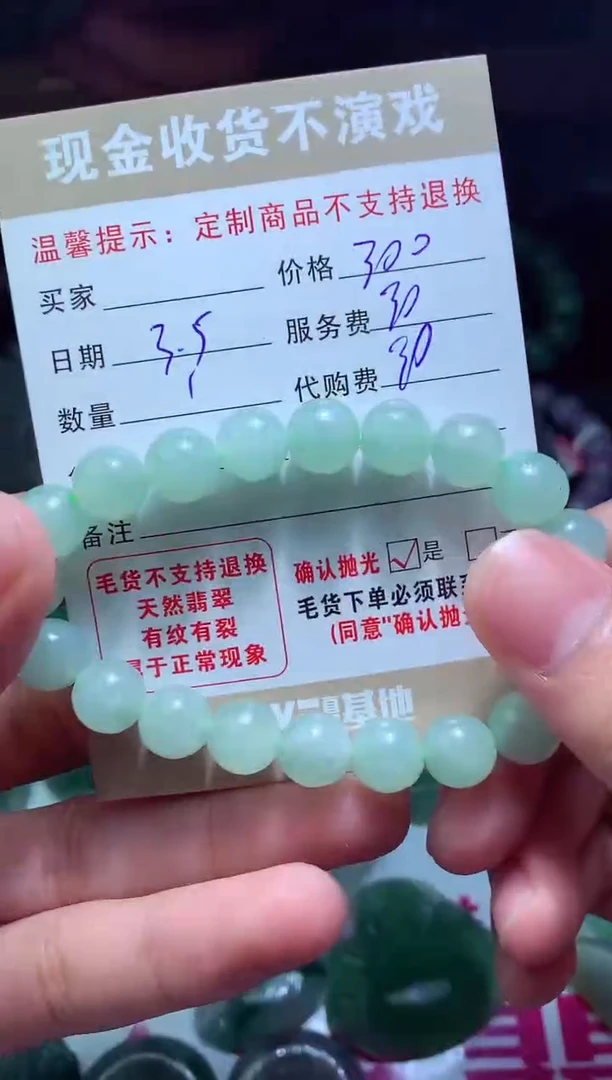 现金收货不演戏
温馨提示：定制商品不支持退换
买家 价格 300
日期 3.5 服务费 30
数量 1 代购费 30
备注
毛货不支持退换
天然翡翠
有纹有裂
属于正常现象
确认抛光 ☑是 ☐
毛货下单必须联
(同意"确认抛
基地